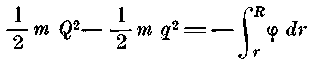 ½ m Q² — ½ m q² = — ∫ᵣᴿ φ dr